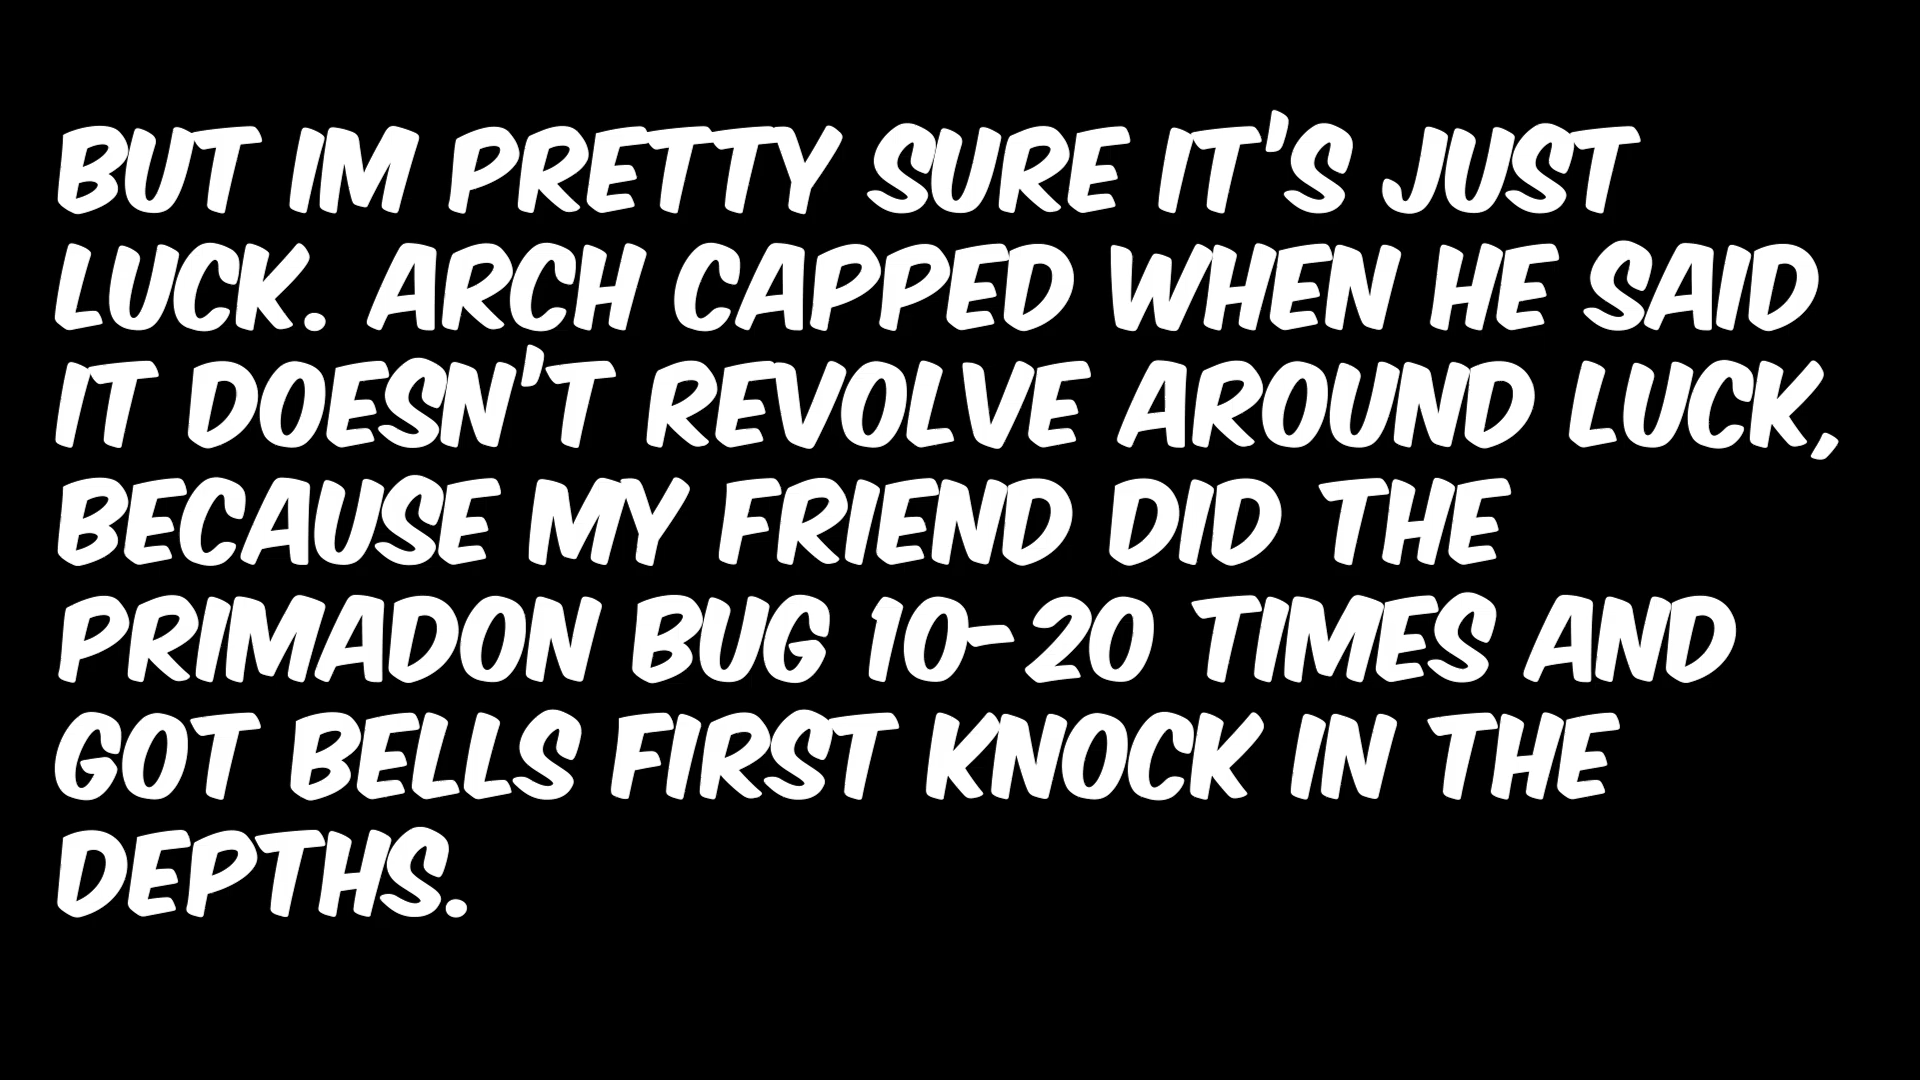 BUT IM PRETTY SURE IT'S JUST
LUCK. ARCH CAPPED WHEN HE SAID
IT DOESN'T REVOLVE AROUND LUCK,
BECAUSE MY FRIEND DID THE
PRIMADON BUG 10-20 TIMES AND
GOT BELLS FIRST KNOCK IN THE
DEPTHS.